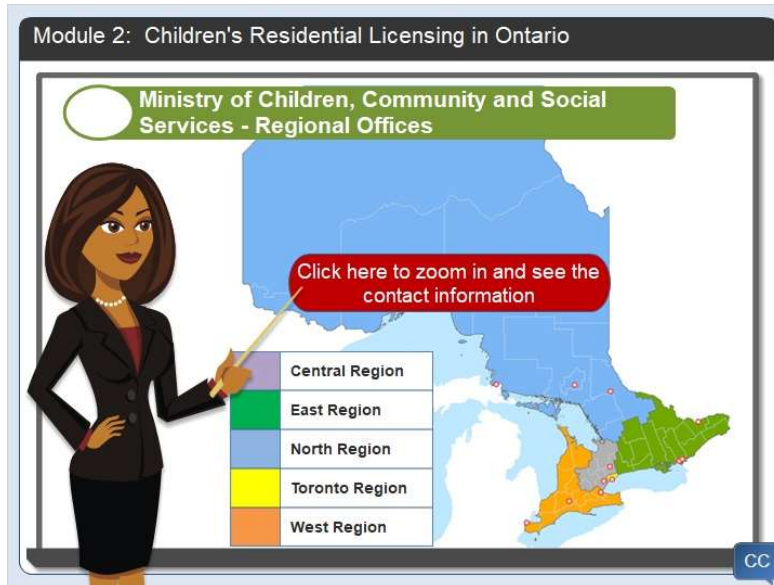 Module 2: Children's Residential Licensing in Ontario
Ministry of Children, Community and Social
Services - Regional Offices
Click here to zoom in and see the
contact information
Central Region
East Region
North Region
Toronto Region
West Region
CC